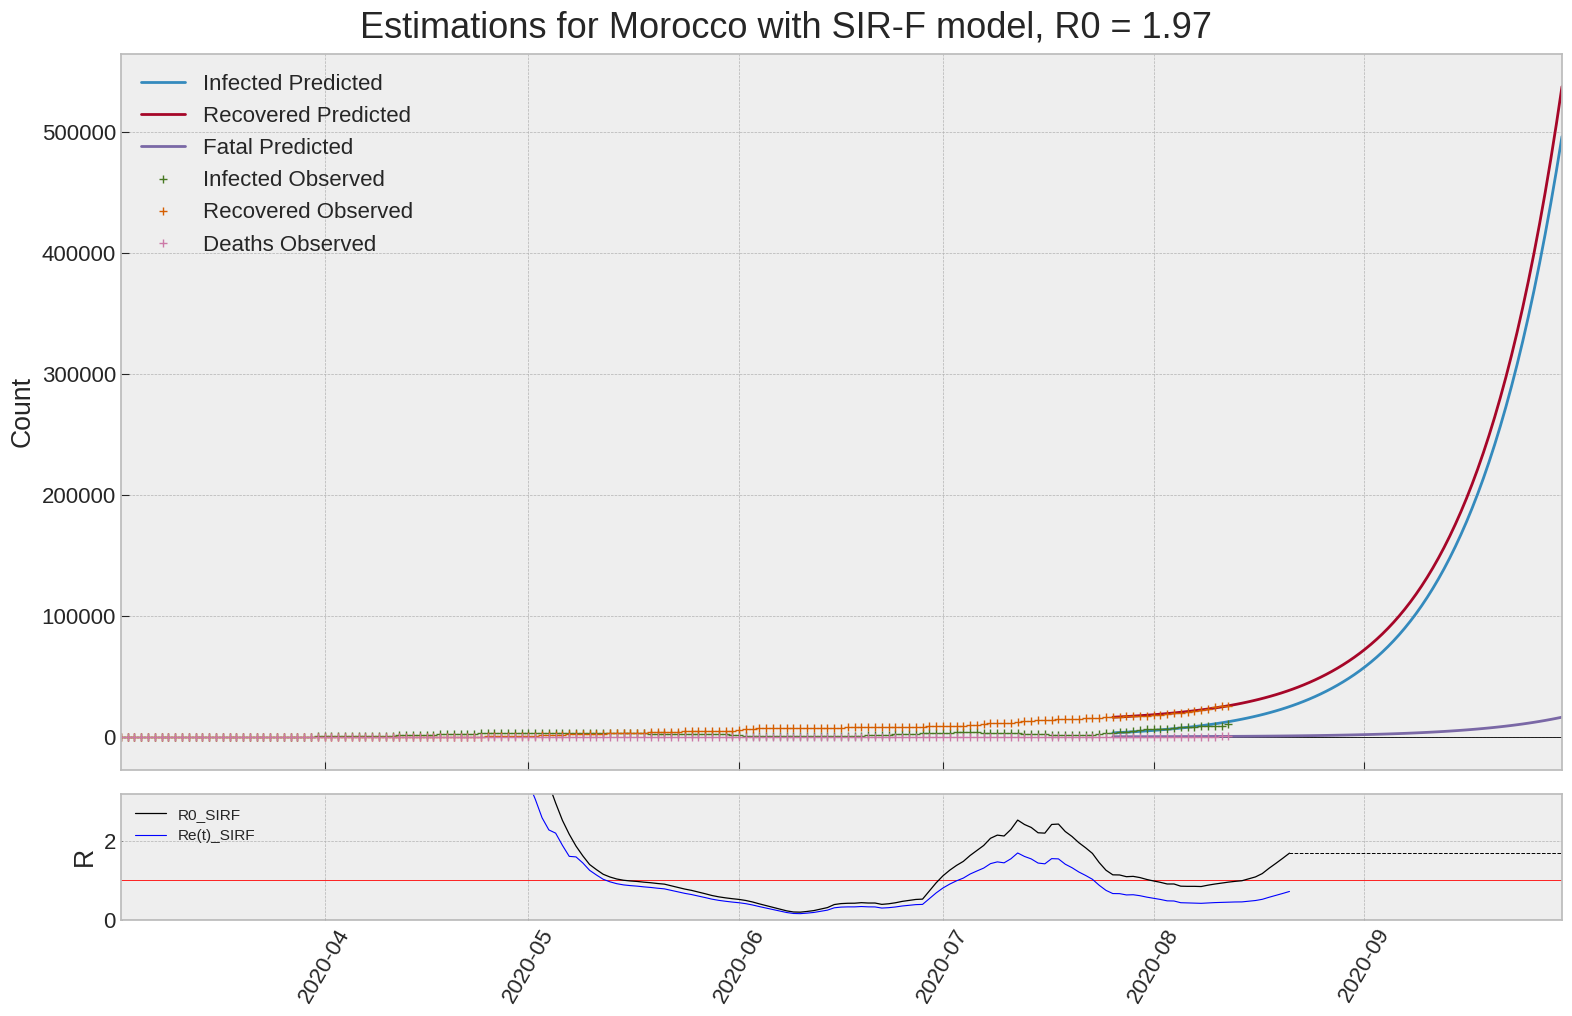 Estimations for Morocco with SIR-F model, R0 = 1.97
Infected Predicted
Recovered Predicted
Fatal Predicted
Infected Observed
Recovered Observed
Deaths Observed
500000
400000
300000
200000
100000
0
Count
R0_SIRF
Re(t)_SIRF
2
0
R
2020-04
2020-05
2020-06
2020-07
2020-08
2020-09